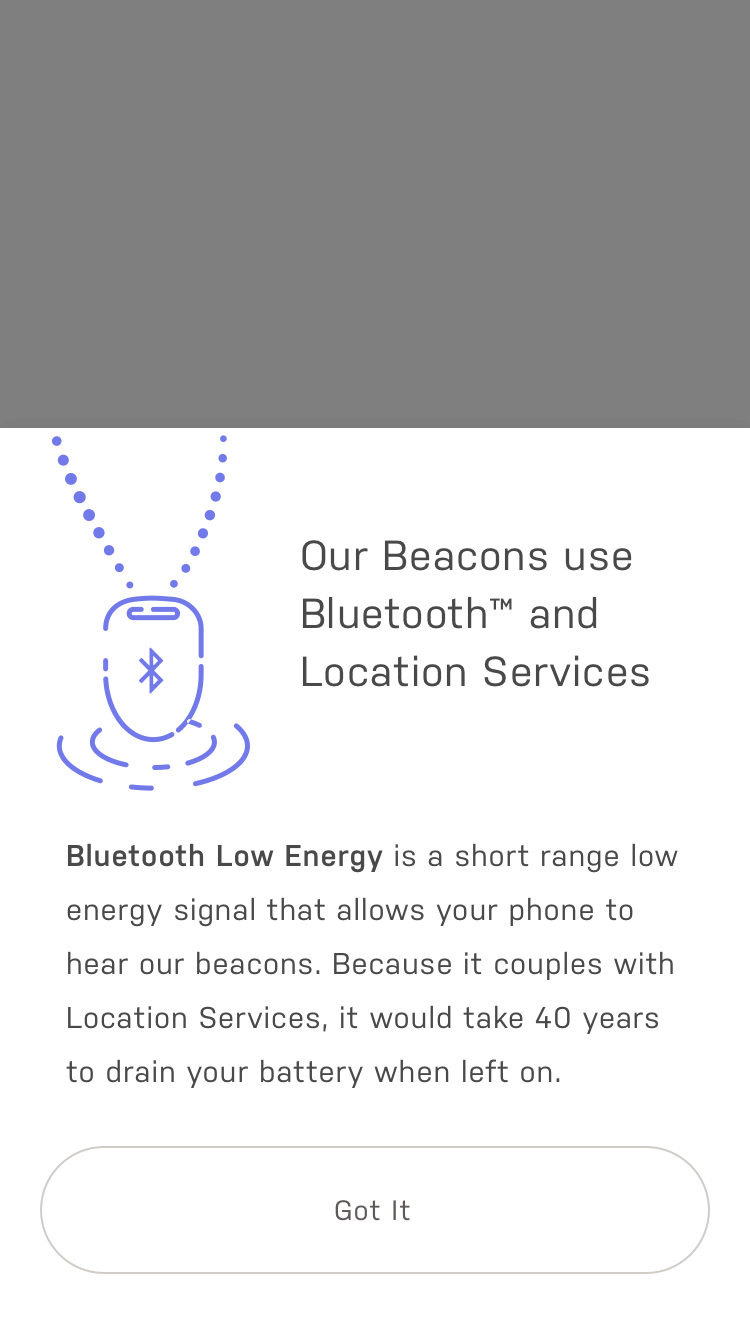 Our Beacons use
Bluetooth™ and
Location Services
Bluetooth Low Energy is a short range low
energy signal that allows your phone to
hear our beacons. Because it couples with
Location Services, it would take 40 years
to drain your battery when left on.
Got It